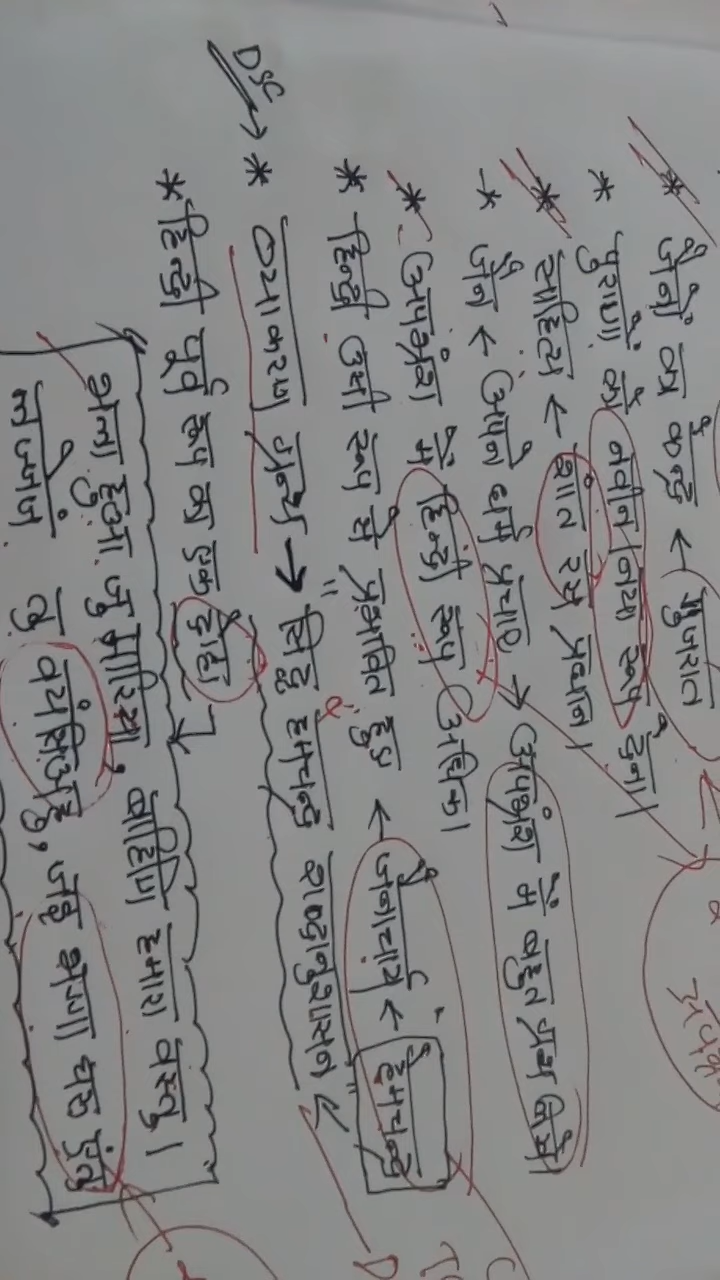 * जैनों का केन्द्र ← गुजरात
* पुराणों को नवीन / नया रूप देना।
* साहित्य ← शांत रस प्रधान।
* जैन ← अपने धर्म प्रचार → अपभ्रंश में बहुत ग्रंथ लिखे।
* अपभ्रंश में हिन्दी रूप अधिक।
* हिन्दी उसी रूप से प्रभावित हुए ← जैनाचार्य ← हेमचन्द्र
DSC → * व्याकरण ग्रन्थ → "सिद्ध हेमचन्द्र शब्दानुशासन"
* हिन्दी पूर्व रूप का एक दोहा
भला हुआ जु मारिया, बहिणि हमारा कन्तु।
लज्जेजं तु वयंसिअहु, जइ भग्गा घरु एंतु